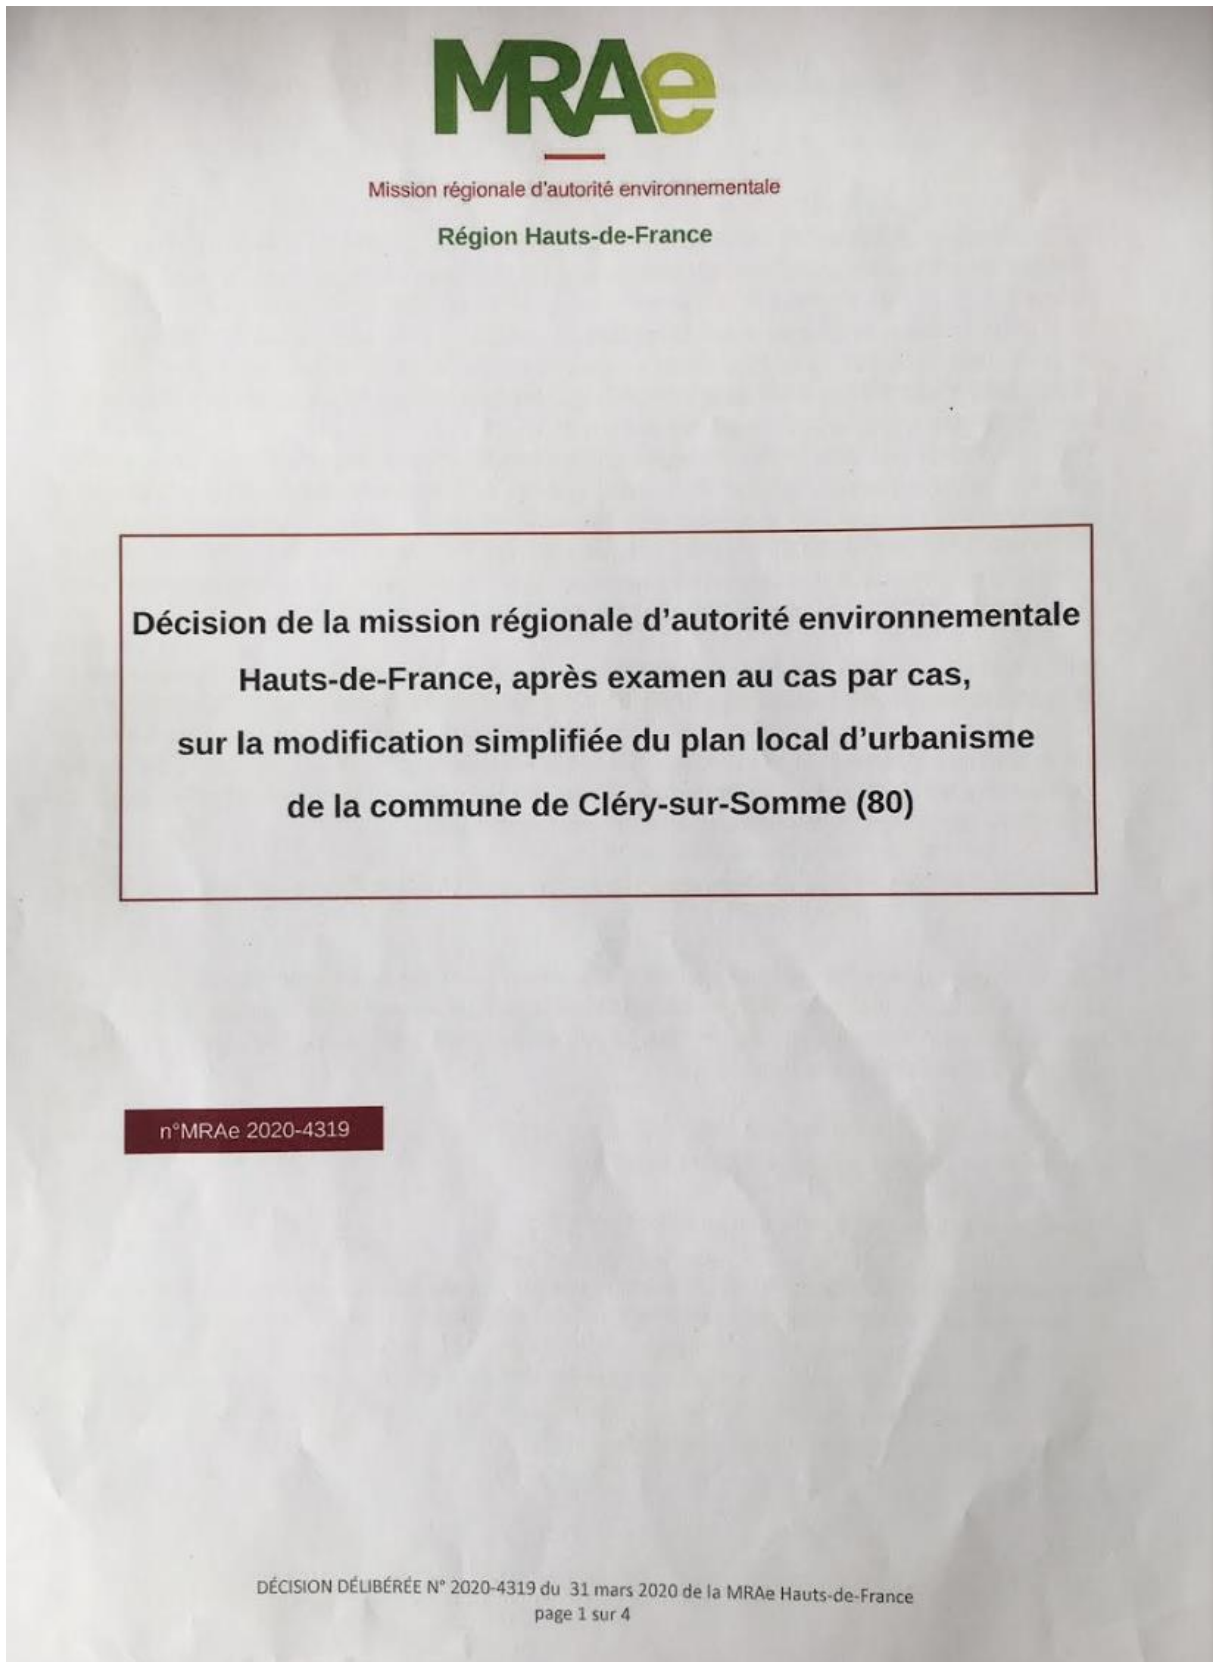 MRAe
Mission régionale d'autorité environnementale
Région Hauts-de-France
Décision de la mission régionale d'autorité environnementale
Hauts-de-France, après examen au cas par cas,
sur la modification simplifiée du plan local d'urbanisme
de la commune de Cléry-sur-Somme (80)
n°MRAe 2020-4319
DÉCISION DÉLIBÉRÉE N° 2020-4319 du 31 mars 2020 de la MRAe Hauts-de-France
page 1 sur 4